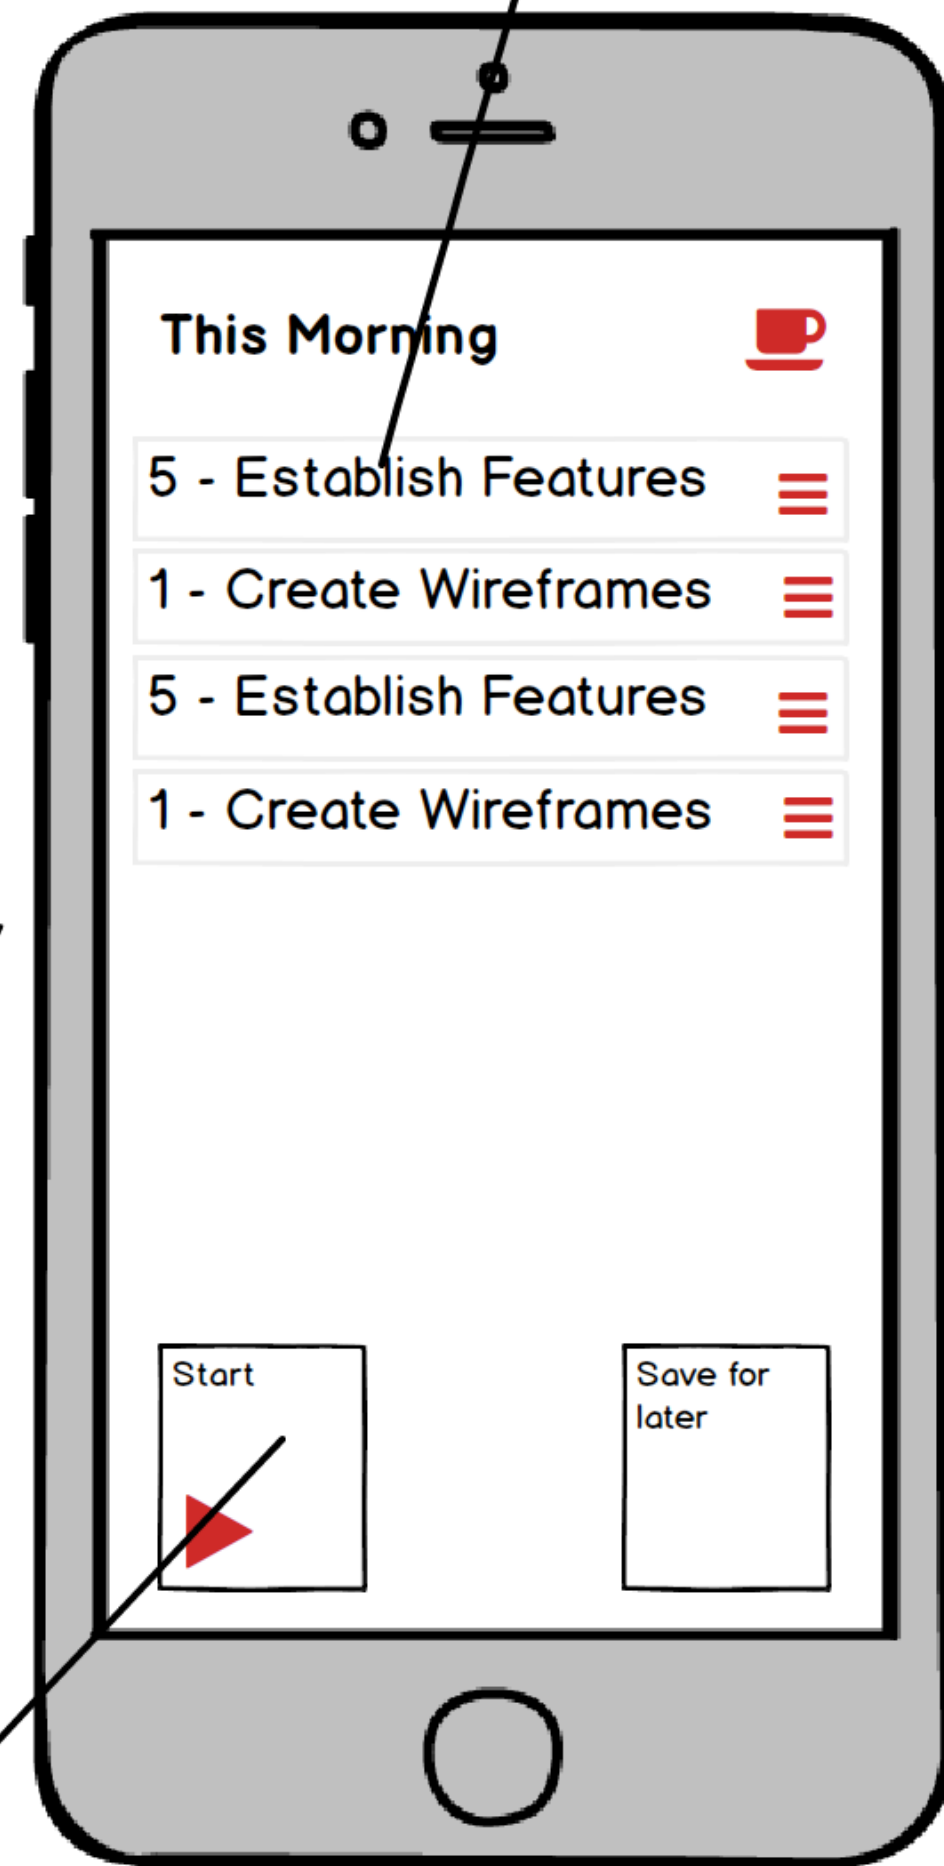 This Morning
5 - Establish Features
1 - Create Wireframes
5 - Establish Features
1 - Create Wireframes
Start
Save for
later